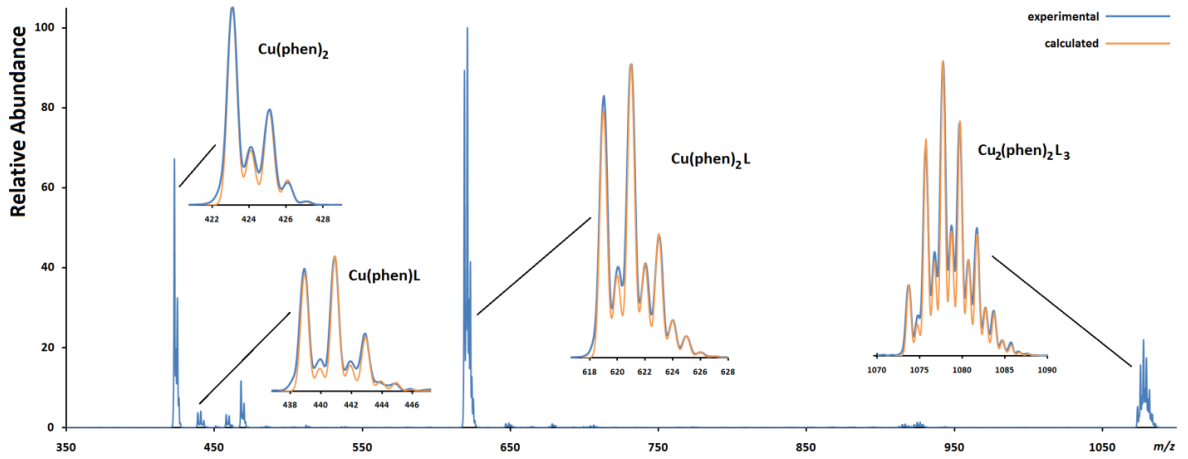 Relative Abundance
100
80
60
40
20
0
350 450 550 650 750 850 950 1050 m/z
experimental
calculated
Cu(phen)₂
422 424 426 428
Cu(phen)L
438 440 442 444 446
Cu(phen)₂L
618 620 622 624 626 628
Cu₂(phen)₂L₃
1070 1075 1080 1085 1090